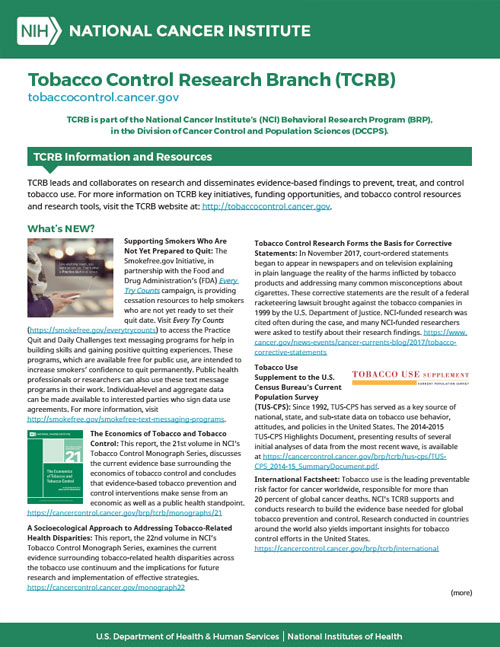 NIH NATIONAL CANCER INSTITUTE
Tobacco Control Research Branch (TCRB)
tobaccocontrol.cancer.gov
TCRB is part of the National Cancer Institute's (NCI) Behavioral Research Program (BRP),
in the Division of Cancer Control and Population Sciences (DCCPS).
TCRB Information and Resources
TCRB leads and collaborates on research and disseminates evidence-based findings to prevent, treat, and control
tobacco use. For more information on TCRB key initiatives, funding opportunities, and tobacco control resources
and research tools, visit the TCRB website at: http://tobaccocontrol.cancer.gov.
What's NEW?
Supporting Smokers Who Are
Not Yet Prepared to Quit: The
Smokefree.gov Initiative, in
partnership with the Food and
Drug Administration's (FDA) Every
Try Counts campaign, is providing
cessation resources to help smokers
who are not yet ready to set their
quit date. Visit Every Try Counts
(https://smokefree.gov/everytrycounts) to access the Practice
Quit and Daily Challenges text messaging programs for help in
building skills and gaining positive quitting experiences. These
programs, which are available free for public use, are intended to
increase smokers' confidence to quit permanently. Public health
professionals or researchers can also use these text message
programs in their work. Individual-level and aggregate data
can be made available to interested parties who sign data use
agreements. For more information, visit
http://smokefree.gov/smokefree-text-messaging-programs.
21
The Economics of
Tobacco and
Tobacco Control
The Economics of Tobacco and Tobacco
Control: This report, the 21st volume in NCI's
Tobacco Control Monograph Series, discusses
the current evidence base surrounding the
economics of tobacco control and concludes
that evidence-based tobacco prevention and
control interventions make sense from an
economic as well as a public health standpoint.
https://cancercontrol.cancer.gov/brp/tcrb/monographs/21
A Socioecological Approach to Addressing Tobacco-Related
Health Disparities: This report, the 22nd volume in NCI's
Tobacco Control Monograph Series, examines the current
evidence surrounding tobacco-related health disparities across
the tobacco use continuum and the implications for future
research and implementation of effective strategies.
https://cancercontrol.cancer.gov/monograph22
Tobacco Control Research Forms the Basis for Corrective
Statements: In November 2017, court-ordered statements
began to appear in newspapers and on television explaining
in plain language the reality of the harms inflicted by tobacco
products and addressing many common misconceptions about
cigarettes. These corrective statements are the result of a federal
racketeering lawsuit brought against the tobacco companies in
1999 by the U.S. Department of Justice. NCI-funded research was
cited often during the case, and many NCI-funded researchers
were asked to testify about their research findings. https://www.
cancer.gov/news-events/cancer-currents-blog/2017/tobacco-
corrective-statements
Tobacco Use
Supplement to the U.S.
Census Bureau's Current
Population Survey
TOBACCO USE SUPPLEMENT
CURRENT POPULATION SURVEY
(TUS-CPS): Since 1992, TUS-CPS has served as a key source of
national, state, and sub-state data on tobacco use behavior,
attitudes, and policies in the United States. The 2014-2015
TUS-CPS Highlights Document, presenting results of several
initial analyses of data from the most recent wave, is available
at https://cancercontrol.cancer.gov/brp/tcrb/tus-cps/TUS-
CPS_2014-15_SummaryDocument.pdf.
International Factsheet: Tobacco use is the leading preventable
risk factor for cancer worldwide, responsible for more than
20 percent of global cancer deaths. NCI's TCRB supports and
conducts research to build the evidence base needed for global
tobacco prevention and control. Research conducted in countries
around the world also yields important insights for tobacco
control efforts in the United States.
https://cancercontrol.cancer.gov/brp/tcrb/international
(more)
U.S. Department of Health & Human Services | National Institutes of Health